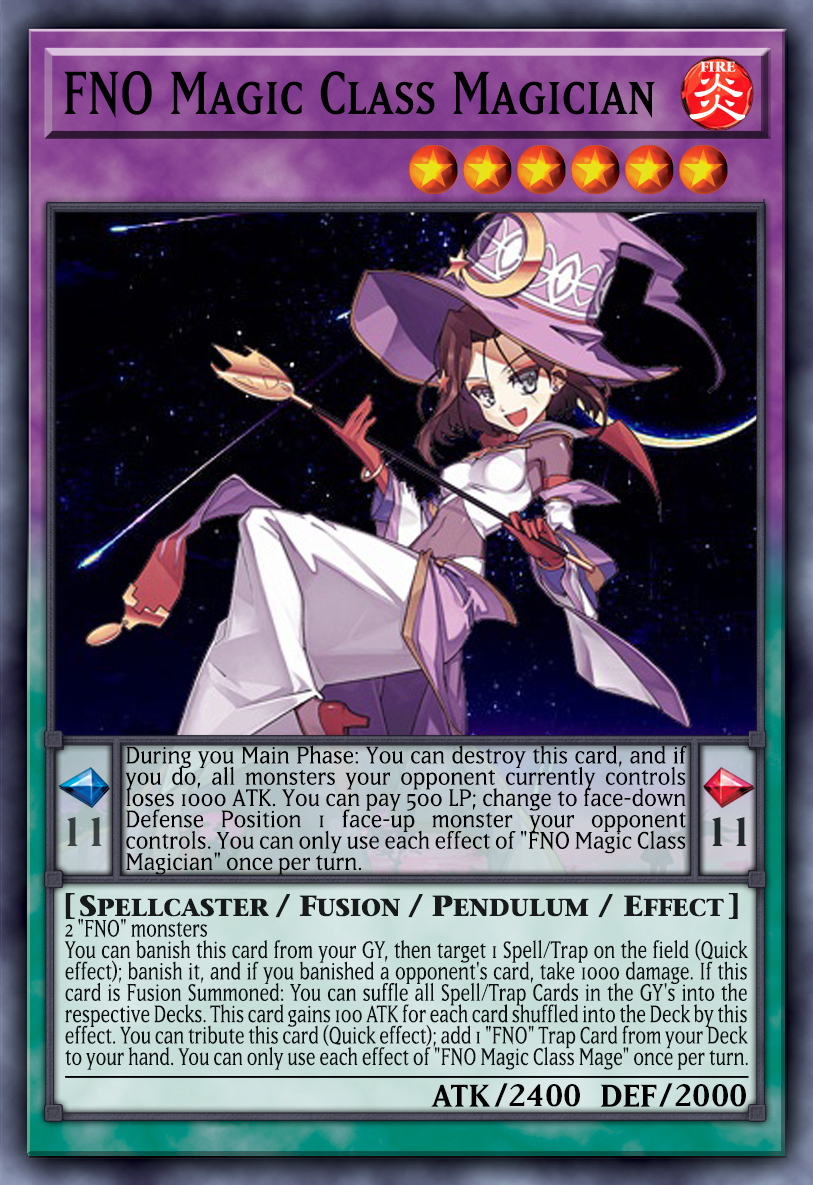 FNO Magic Class Magician
FIRE
炎
During you Main Phase: You can destroy this card, and if
you do, all monsters your opponent currently controls
loses 1000 ATK. You can pay 500 LP; change to face-down
Defense Position 1 face-up monster your opponent
controls. You can only use each effect of "FNO Magic Class
Magician" once per turn.
11
11
[Spellcaster / Fusion / Pendulum / Effect]
2 "FNO" monsters
You can banish this card from your GY, then target 1 Spell/Trap on the field (Quick
effect); banish it, and if you banished a opponent's card, take 1000 damage. If this
card is Fusion Summoned: You can suffle all Spell/Trap Cards in the GY's into the
respective Decks. This card gains 100 ATK for each card shuffled into the Deck by this
effect. You can tribute this card (Quick effect); add 1 "FNO" Trap Card from your Deck
to your hand. You can only use each effect of "FNO Magic Class Mage" once per turn.
ATK/2400 DEF/2000